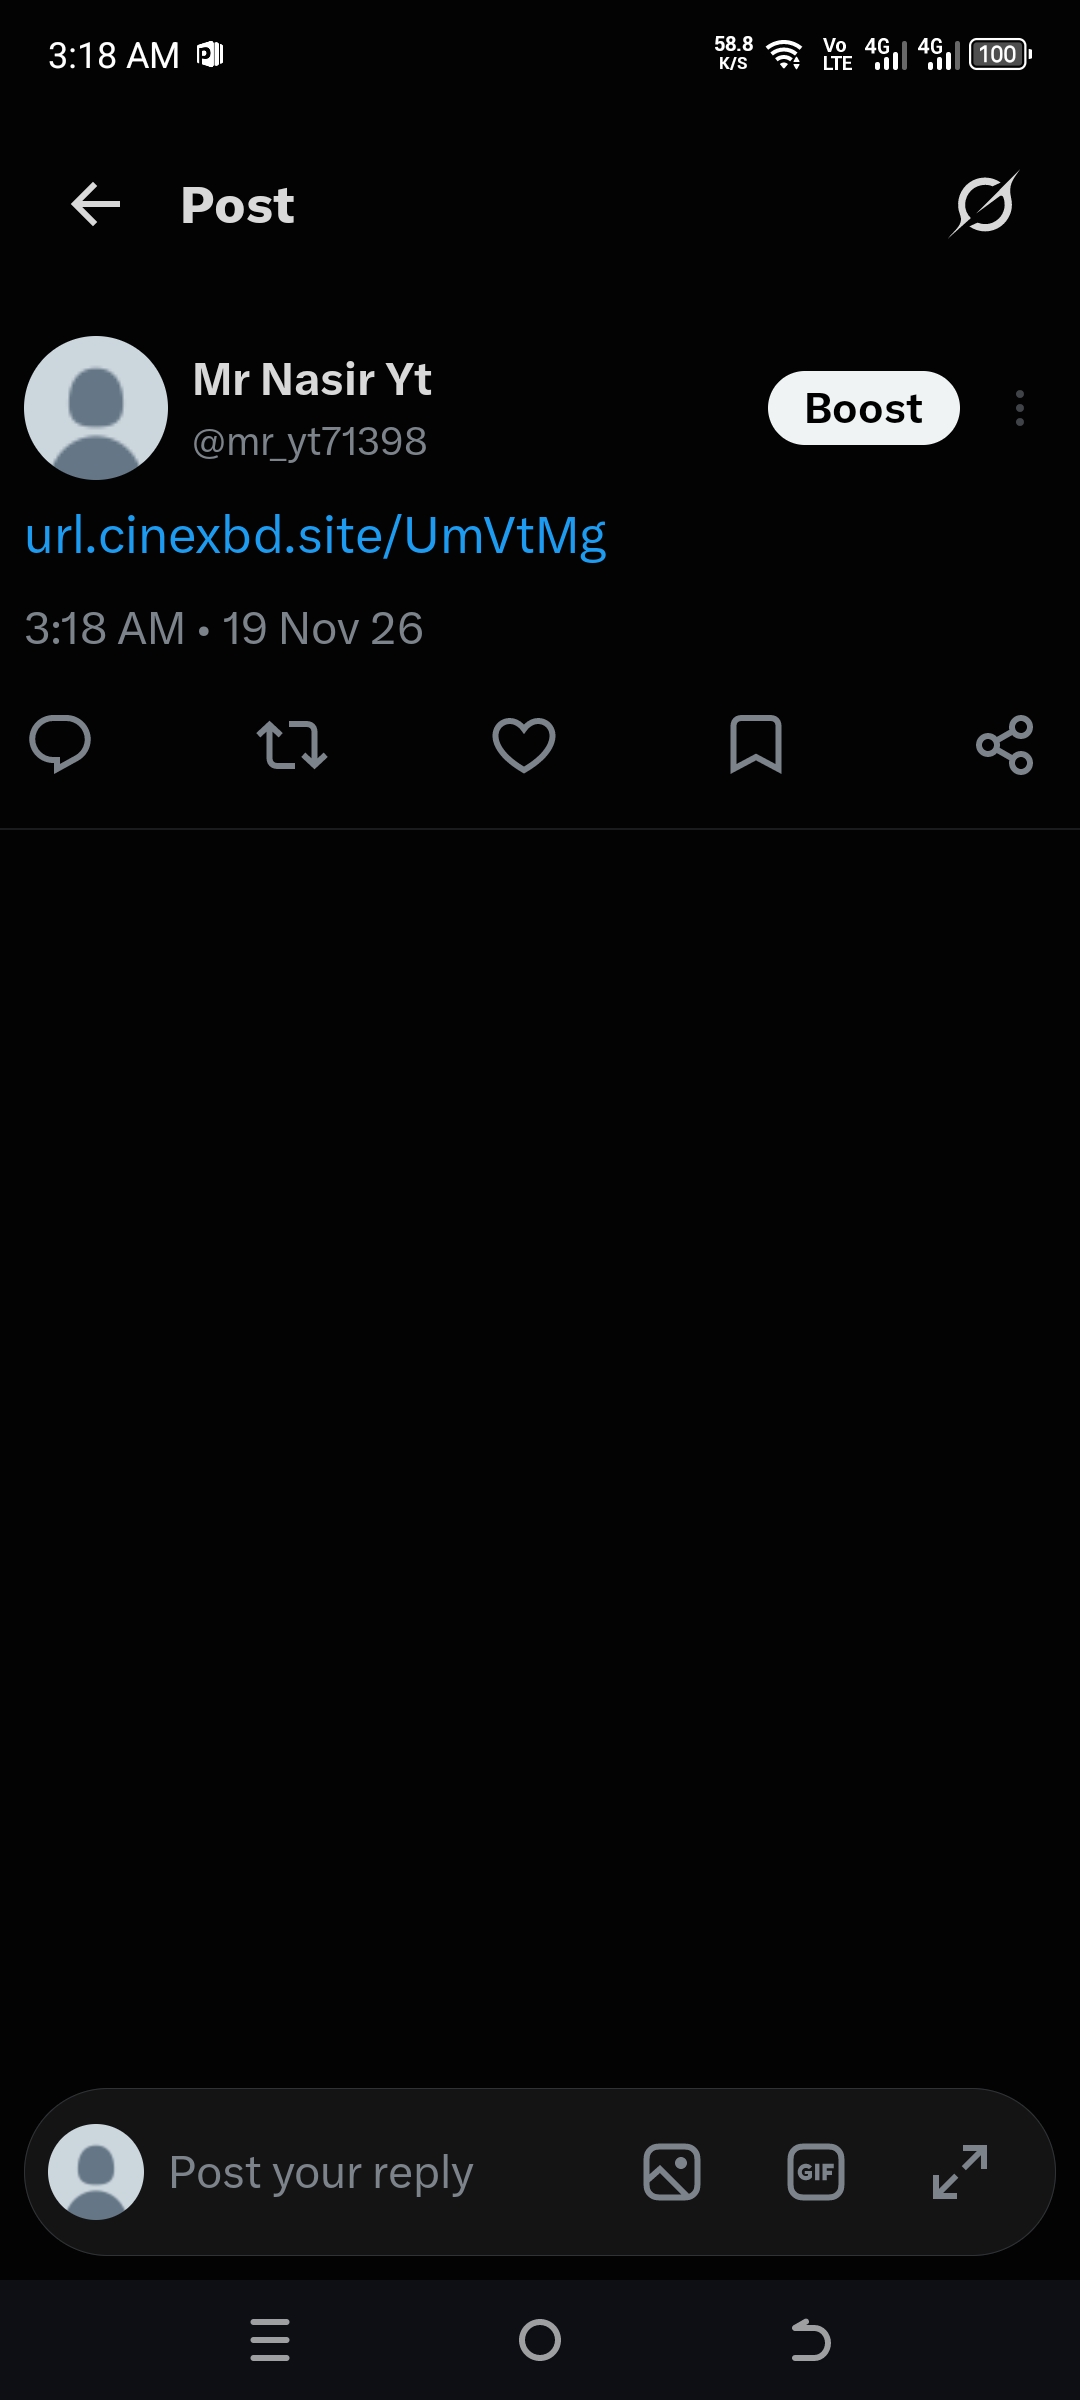 3:18 AM
58.8 K/S
Vo LTE
4G
4G
100
Post
Mr Nasir Yt
Boost
@mr_yt71398
url.cinexbd.site/UmVtMg
3:18 AM • 19 Nov 26
Post your reply
GIF